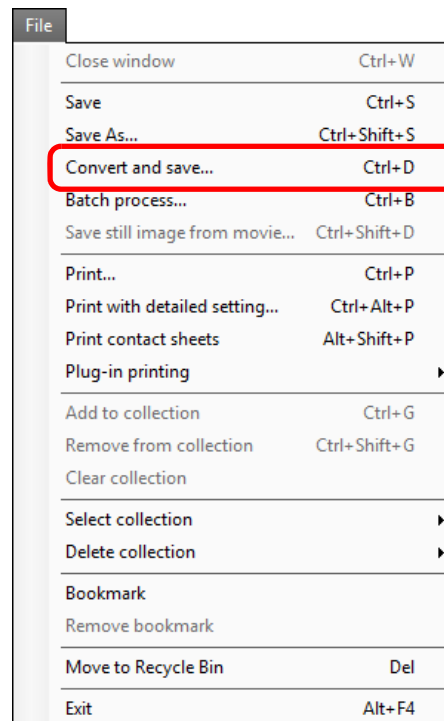 File
Close window Ctrl+W
Save Ctrl+S
Save As... Ctrl+Shift+S
Convert and save... Ctrl+D
Batch process... Ctrl+B
Save still image from movie... Ctrl+Shift+D
Print... Ctrl+P
Print with detailed setting... Ctrl+Alt+P
Print contact sheets Alt+Shift+P
Plug-in printing
Add to collection Ctrl+G
Remove from collection Ctrl+Shift+G
Clear collection
Select collection
Delete collection
Bookmark
Remove bookmark
Move to Recycle Bin Del
Exit Alt+F4